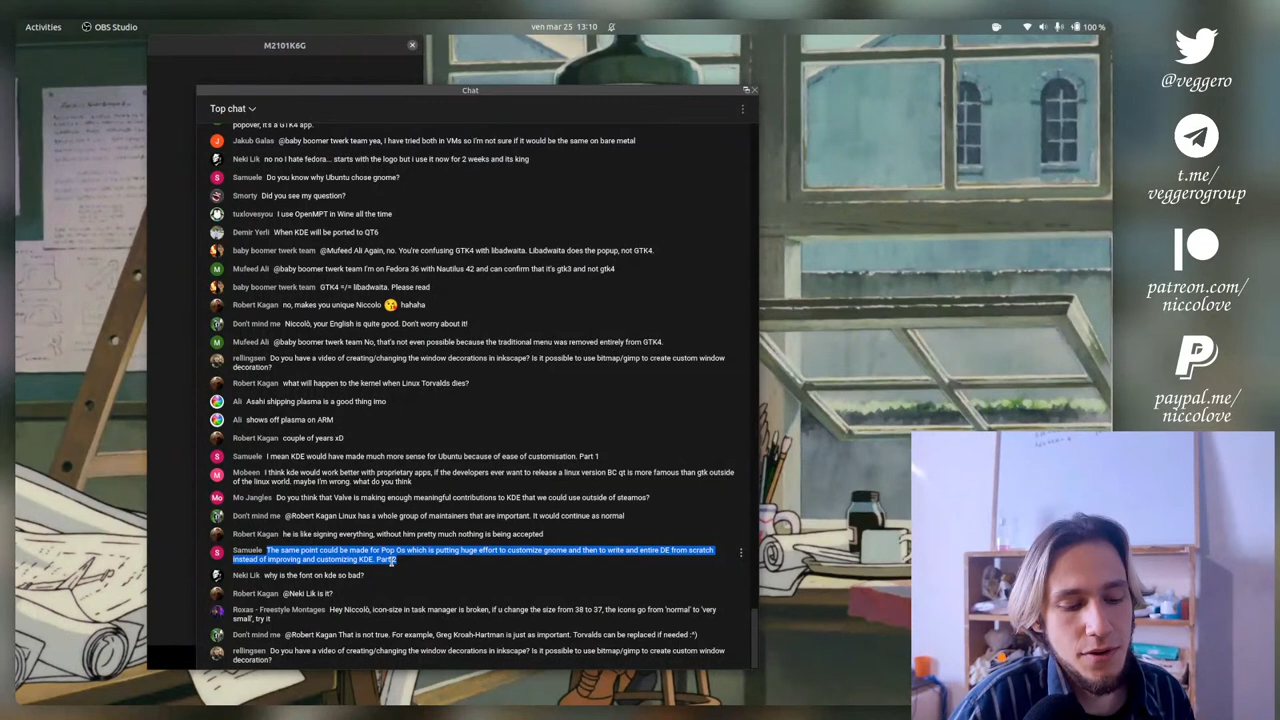 Activities
OBS Studio
ven mar 25 13:10
100 %
M2101K6G
Chat
Top chat
popover, it's a GTK4 app.
Jakub Galas @baby boomer twerk team yea, I have tried both in VMs so I'm not sure if it would be the same on bare metal
Neki Lik no no I hate fedora... starts with the logo but i use it now for 2 weeks and its king
Samuele Do you know why Ubuntu chose gnome?
Smorty Did you see my question?
tuxlovesyou I use OpenMPT in Wine all the time
Demir Yerli When KDE will be ported to QT6
baby boomer twerk team @Mufeed Ali Again, no. You're confusing GTK4 with libadwaita. Libadwaita does the popup, not GTK4.
Mufeed Ali @baby boomer twerk team I'm on Fedora 36 with Nautilus 42 and can confirm that it's gtk3 and not gtk4
baby boomer twerk team GTK4 =/= libadwaita. Please read
Robert Kagan no, makes you unique Niccolo 😘 hahaha
Don't mind me Niccolò, your English is quite good. Don't worry about it!
Mufeed Ali @baby boomer twerk team No, that's not even possible because the traditional menu was removed entirely from GTK4.
rellingsen Do you have a video of creating/changing the window decorations in inkscape? Is it possible to use bitmap/gimp to create custom window
decoration?
Robert Kagan what will happen to the kernel when Linux Torvalds dies?
Ali Asahi shipping plasma is a good thing imo
Ali shows off plasma on ARM
Robert Kagan couple of years xD
Samuele I mean KDE would have made much more sense for Ubuntu because of ease of customisation. Part 1
Mobeen I think kde would work better with proprietary apps, if the developers ever want to release a linux version BC qt is more famous than gtk outside
of the linux world. maybe I'm wrong. what do you think
Mo Jangles Do you think that Valve is making enough meaningful contributions to KDE that we could use outside of steamos?
Don't mind me @Robert Kagan Linux has a whole group of maintainers that are important. It would continue as normal
Robert Kagan he is like signing everything, without him pretty much nothing is being accepted
Samuele The same point could be made for Pop Os which is putting huge effort to customize gnome and then to write and entire DE from scratch
instead of improving and customizing KDE. Part 2
Neki Lik why is the font on kde so bad?
Robert Kagan @Neki Lik is it?
Roxas - Freestyle Montages Hey Niccolò, icon-size in task manager is broken, if u change the size from 38 to 37, the icons go from 'normal' to 'very
small', try it
Don't mind me @Robert Kagan That is not true. For example, Greg Kroah-Hartman is just as important. Torvalds can be replaced if needed :^)
rellingsen Do you have a video of creating/changing the window decorations in inkscape? Is it possible to use bitmap/gimp to create custom window
decoration?
@veggero
t.me/
veggerogroup
patreon.com/
niccolove
paypal.me/
niccolove